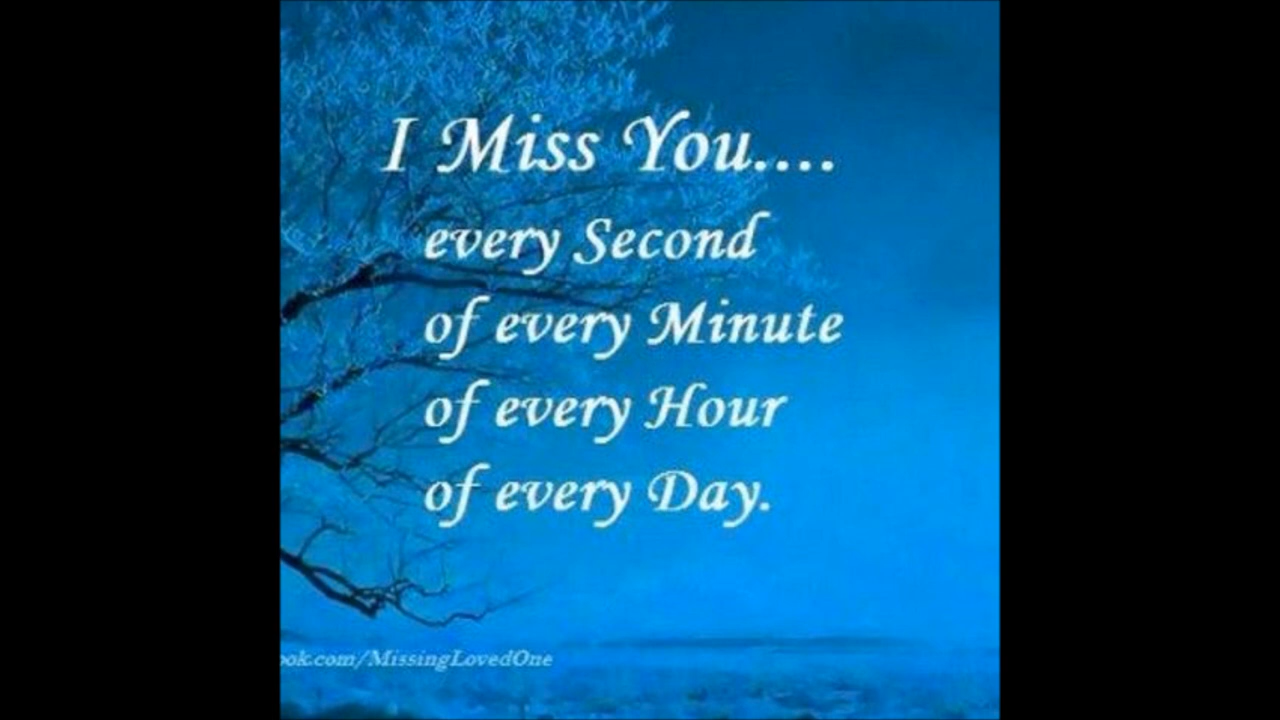 I Miss You....
every Second
of every Minute
of every Hour
of every Day.
ook.com/MissingLovedOne